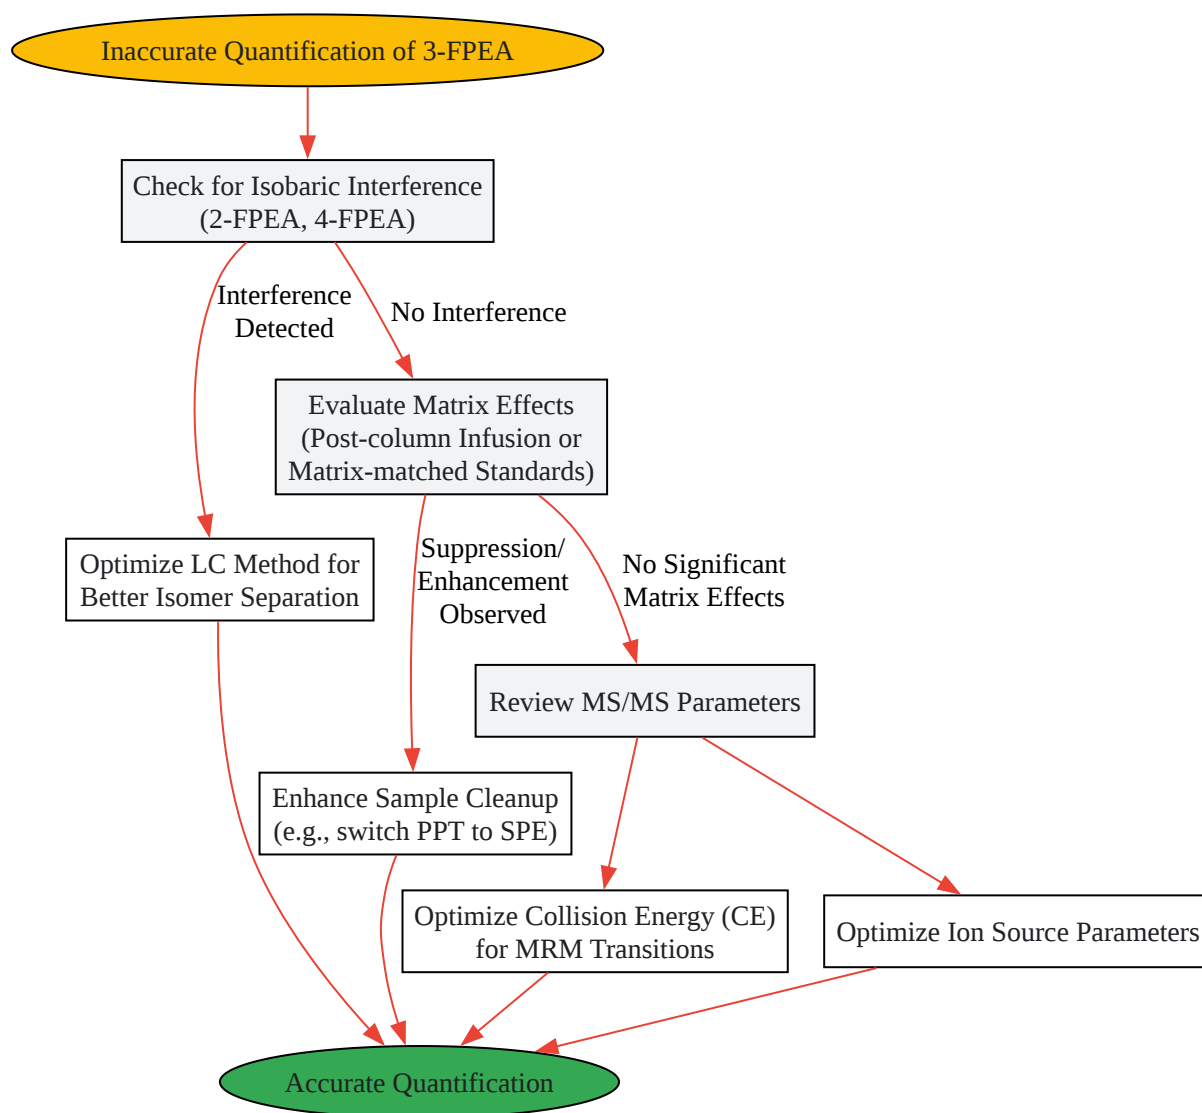 Inaccurate Quantification of 3-FPEA
Check for Isobaric Interference
(2-FPEA, 4-FPEA)
Interference
Detected
No Interference
Evaluate Matrix Effects
(Post-column Infusion or
Matrix-matched Standards)
Optimize LC Method for
Better Isomer Separation
Suppression/
Enhancement
Observed
No Significant
Matrix Effects
Review MS/MS Parameters
Enhance Sample Cleanup
(e.g., switch PPT to SPE)
Optimize Collision Energy (CE)
for MRM Transitions
Optimize Ion Source Parameters
Accurate Quantification